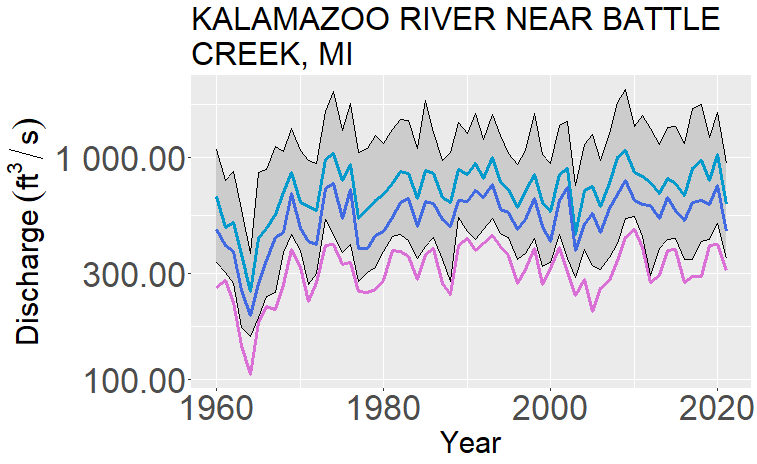 KALAMAZOO RIVER NEAR BATTLE
CREEK, MI
Discharge (ft³/s)
1 000.00
300.00
100.00
1960 1980 2000 2020
Year